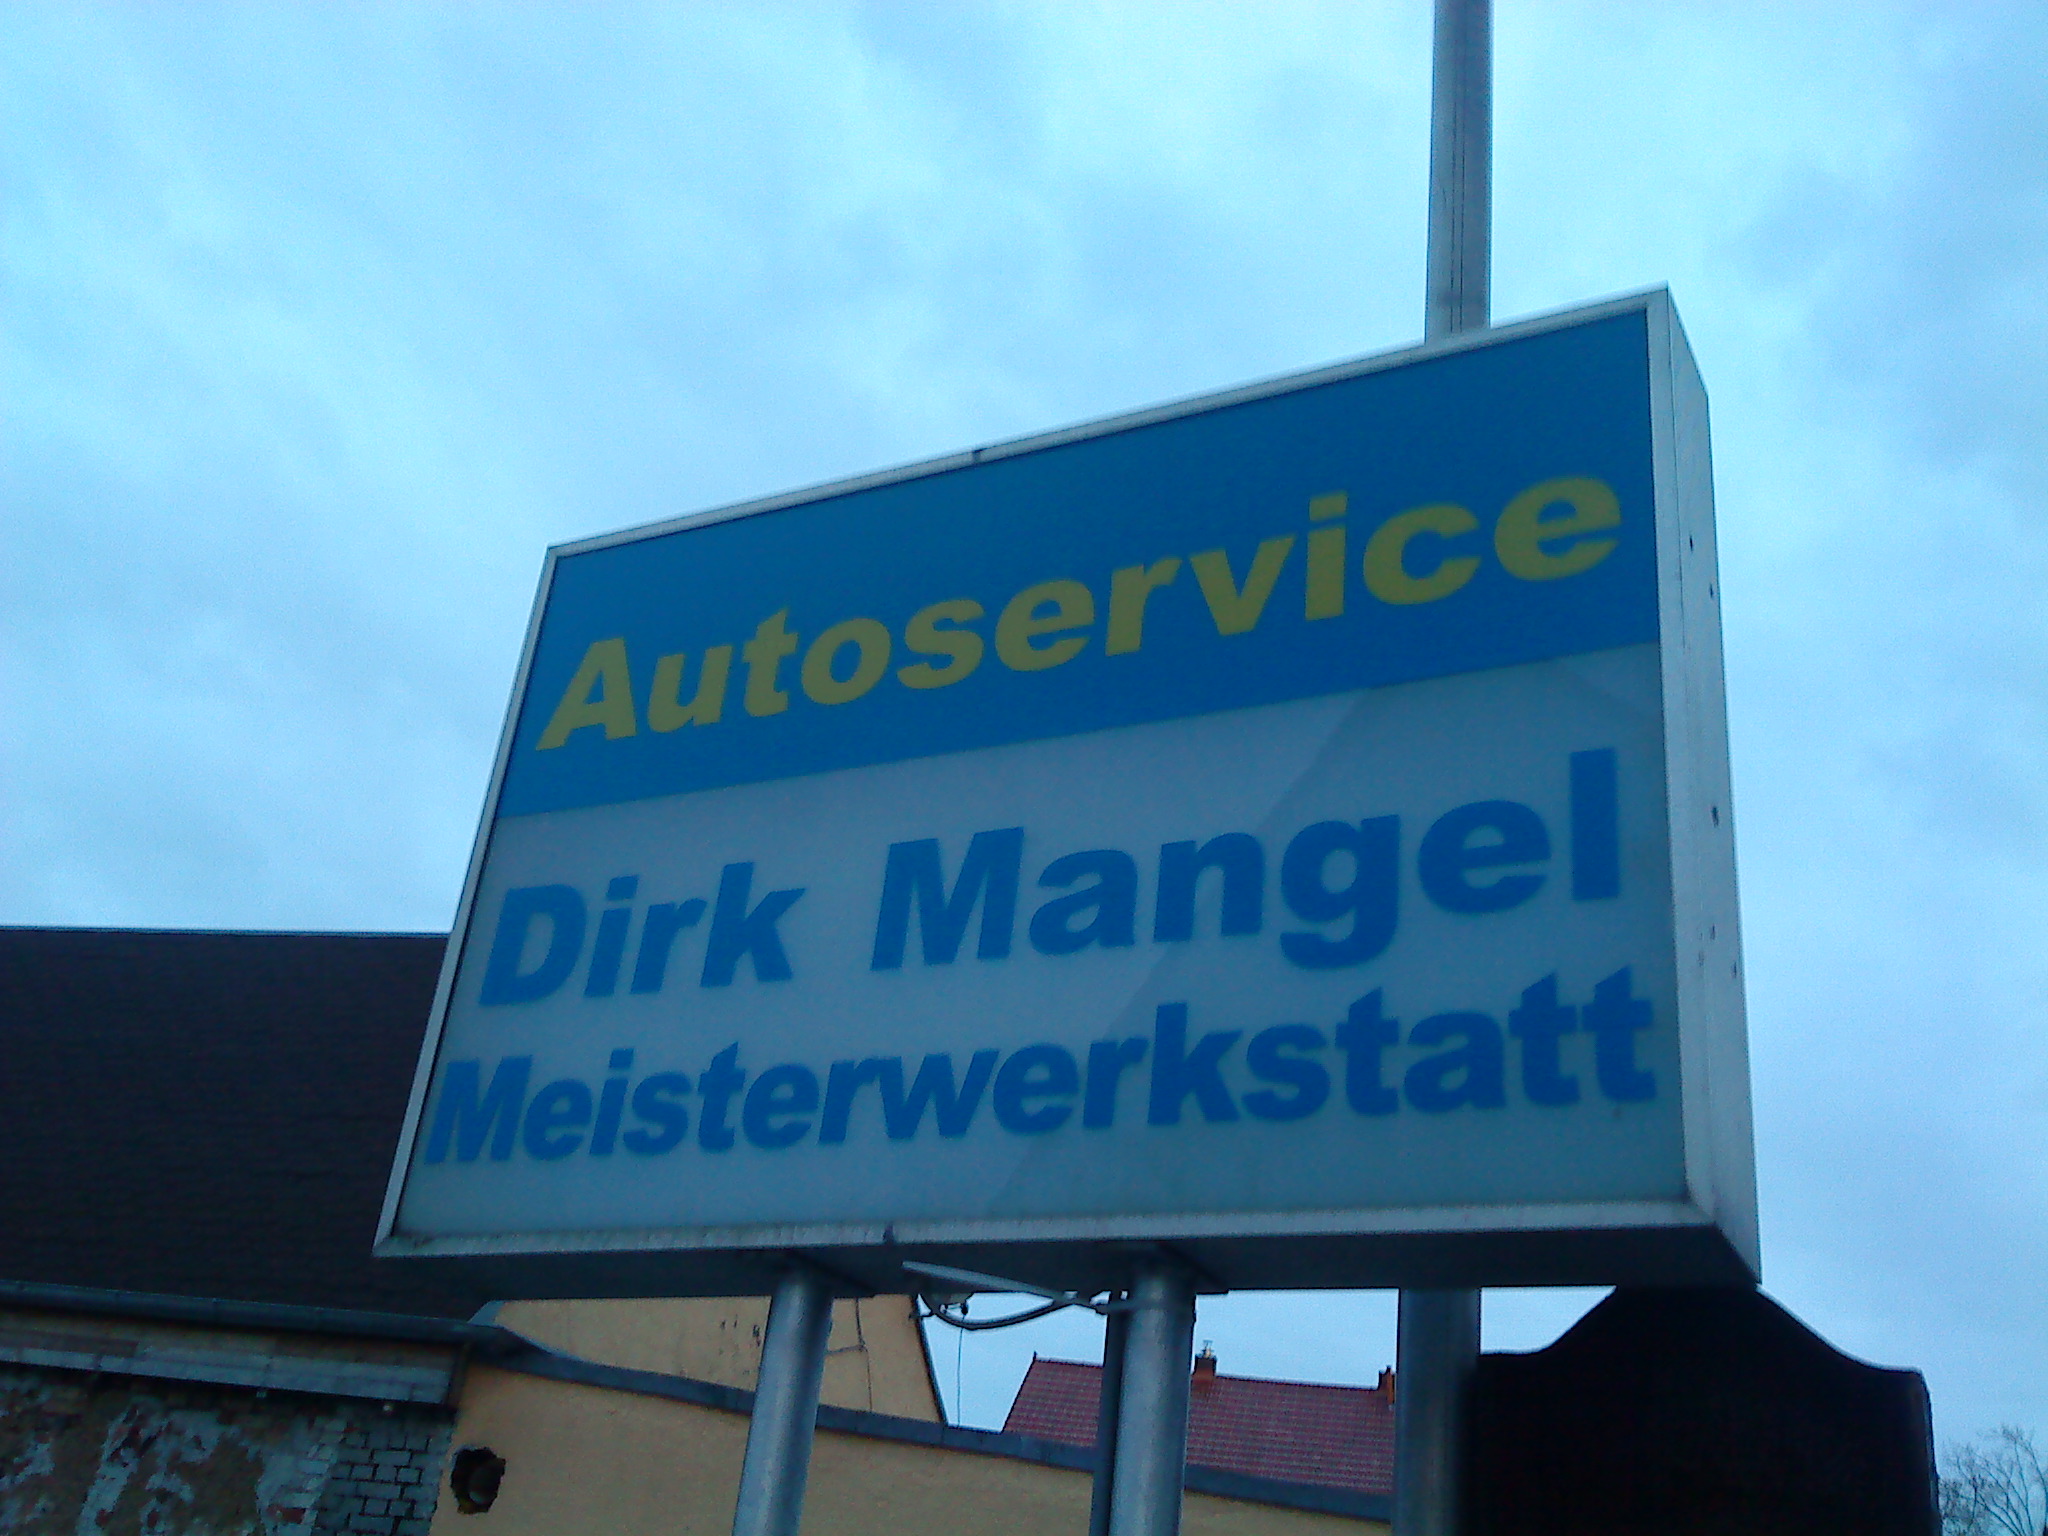 Autoservice
Dirk Mangel
Meisterwerkstatt